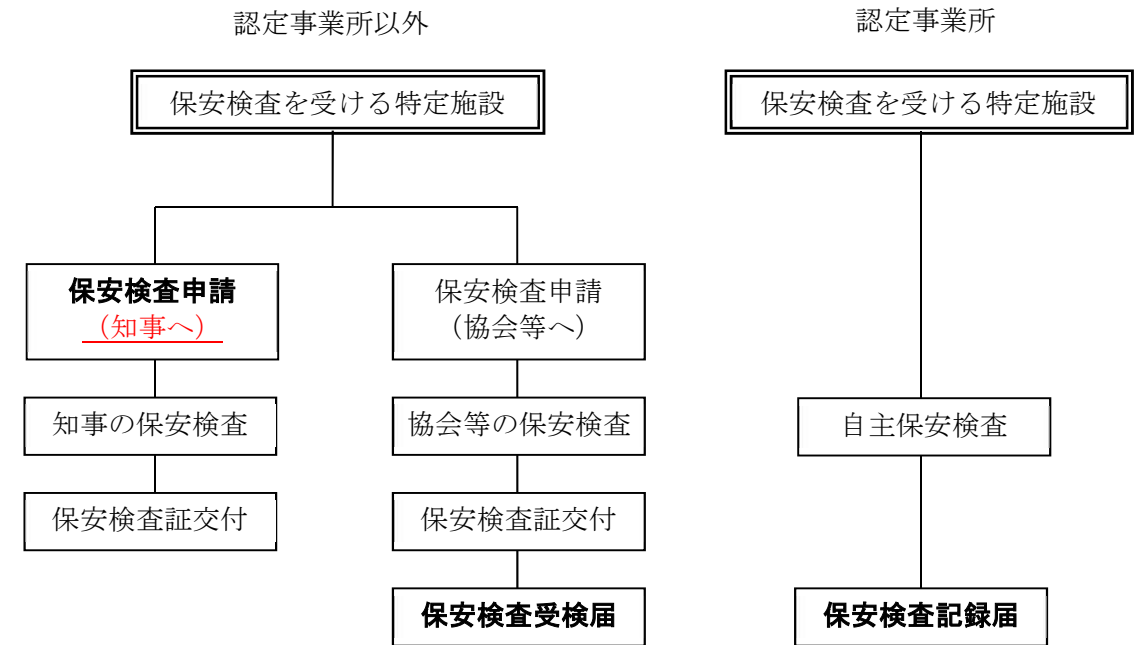 認定事業所以外
認定事業所
保安検査を受ける特定施設
保安検査を受ける特定施設
保安検査申請
（知事へ）
保安検査申請
（協会等へ）
知事の保安検査
協会等の保安検査
自主保安検査
保安検査証交付
保安検査証交付
保安検査受検届
保安検査記録届